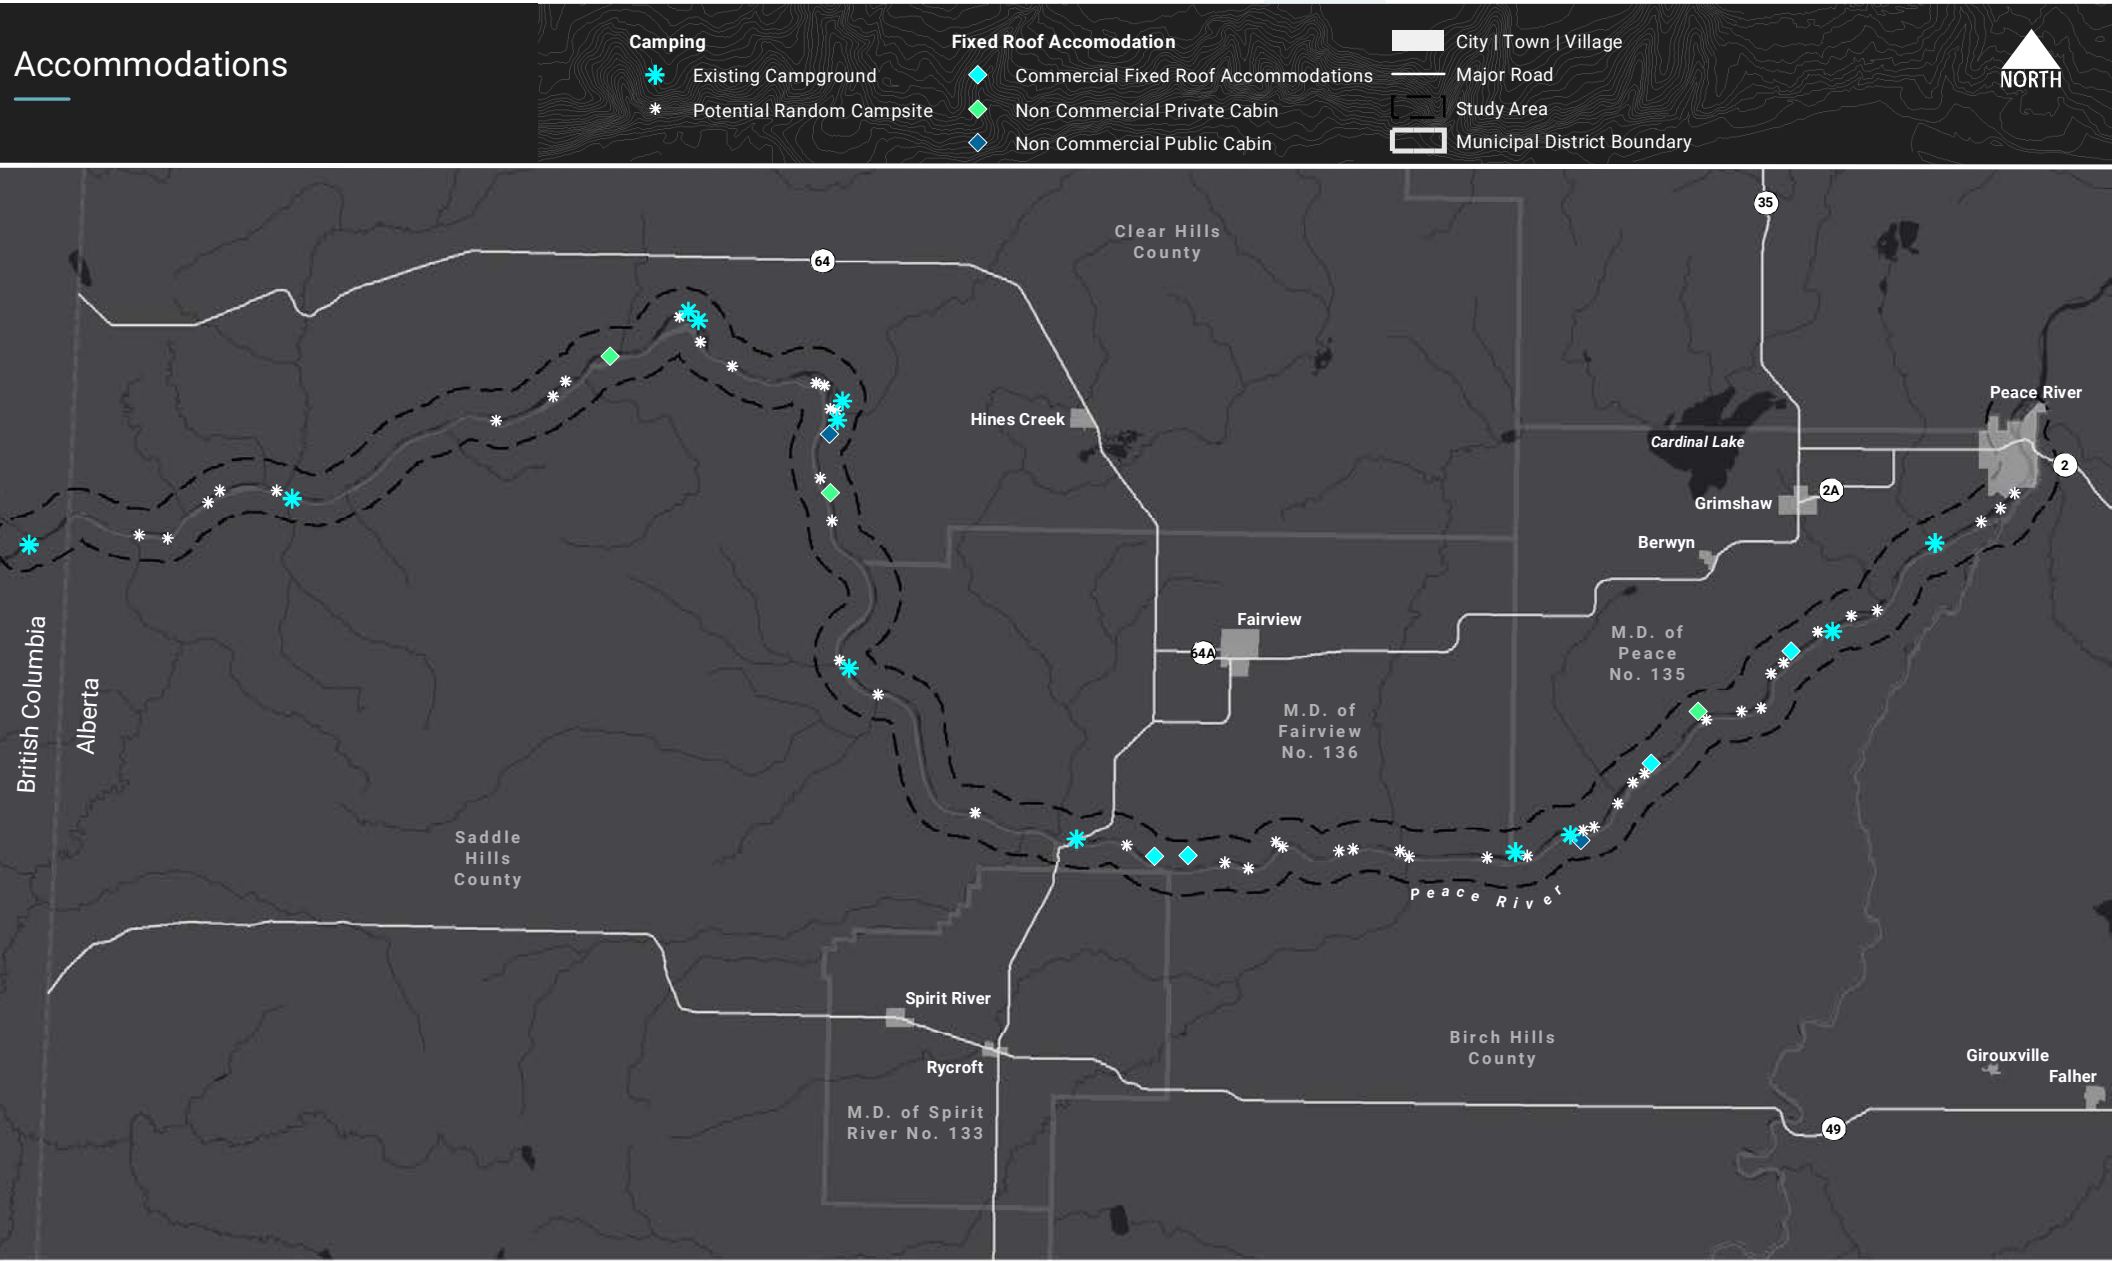 Accommodations
Camping
Existing Campground
Potential Random Campsite
Fixed Roof Accomodation
Commercial Fixed Roof Accommodations
Non Commercial Private Cabin
Non Commercial Public Cabin
City | Town | Village
Major Road
Study Area
Municipal District Boundary
NORTH
35
Clear Hills
County
64
Peace River
Hines Creek
Cardinal Lake
2
2A
Grimshaw
Berwyn
British Columbia
Alberta
Fairview
64A
M.D. of
Peace
No. 135
M.D. of
Fairview
No. 136
Saddle
Hills
County
Peace River
Spirit River
Rycroft
Birch Hills
County
Girouxville
Falher
M.D. of Spirit
River No. 133
49